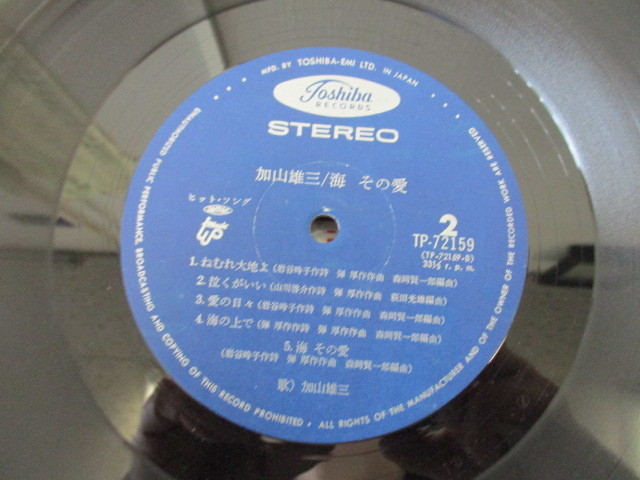 MFD. BY TOSHIBA-EMI LTD. IN JAPAN
Toshiba
RECORDS
STEREO
加山雄三/海 その愛
ヒット・ソング
2
TP-72159
(TP-72169-B)
33⅓ r.p.m.
1.ねむれ大地よ(岩谷時子作詩 弾 厚作作曲 森岡賢一郎編曲)
2.泣くがいい(山川啓介作詩 弾 厚作作曲 萩田光雄編曲)
3.愛の日々(岩谷時子作詩 弾 厚作作曲 森岡賢一郎編曲)
4.海の上で(弾 厚作作詩 弾 厚作作曲 森岡賢一郎編曲)
5.海 その愛
(岩谷時子作詩 弾 厚作作曲 森岡賢一郎編曲)
歌)加山雄三
UNAUTHORIZED PUBLIC PERFORMANCE, BROADCASTING AND COPYING OF THIS RECORD PROHIBITED. ALL RIGHTS OF THE MANUFACTURER AND OF THE OWNER OF THE RECORDED WORK ARE RESERVED